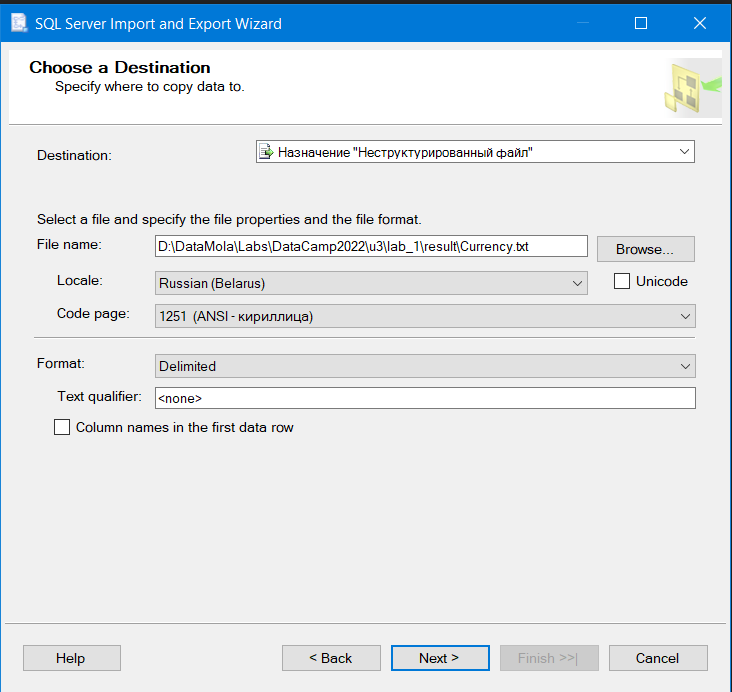 SQL Server Import and Export Wizard
Choose a Destination
Specify where to copy data to.
Destination: Назначение "Неструктурированный файл"
Select a file and specify the file properties and the file format.
File name: D:\DataMola\Labs\DataCamp2022\u3\lab_1\result\Currency.txt Browse...
Locale: Russian (Belarus) Unicode
Code page: 1251 (ANSI - кириллица)
Format: Delimited
Text qualifier: <none>
Column names in the first data row
Help < Back Next > Finish >>| Cancel